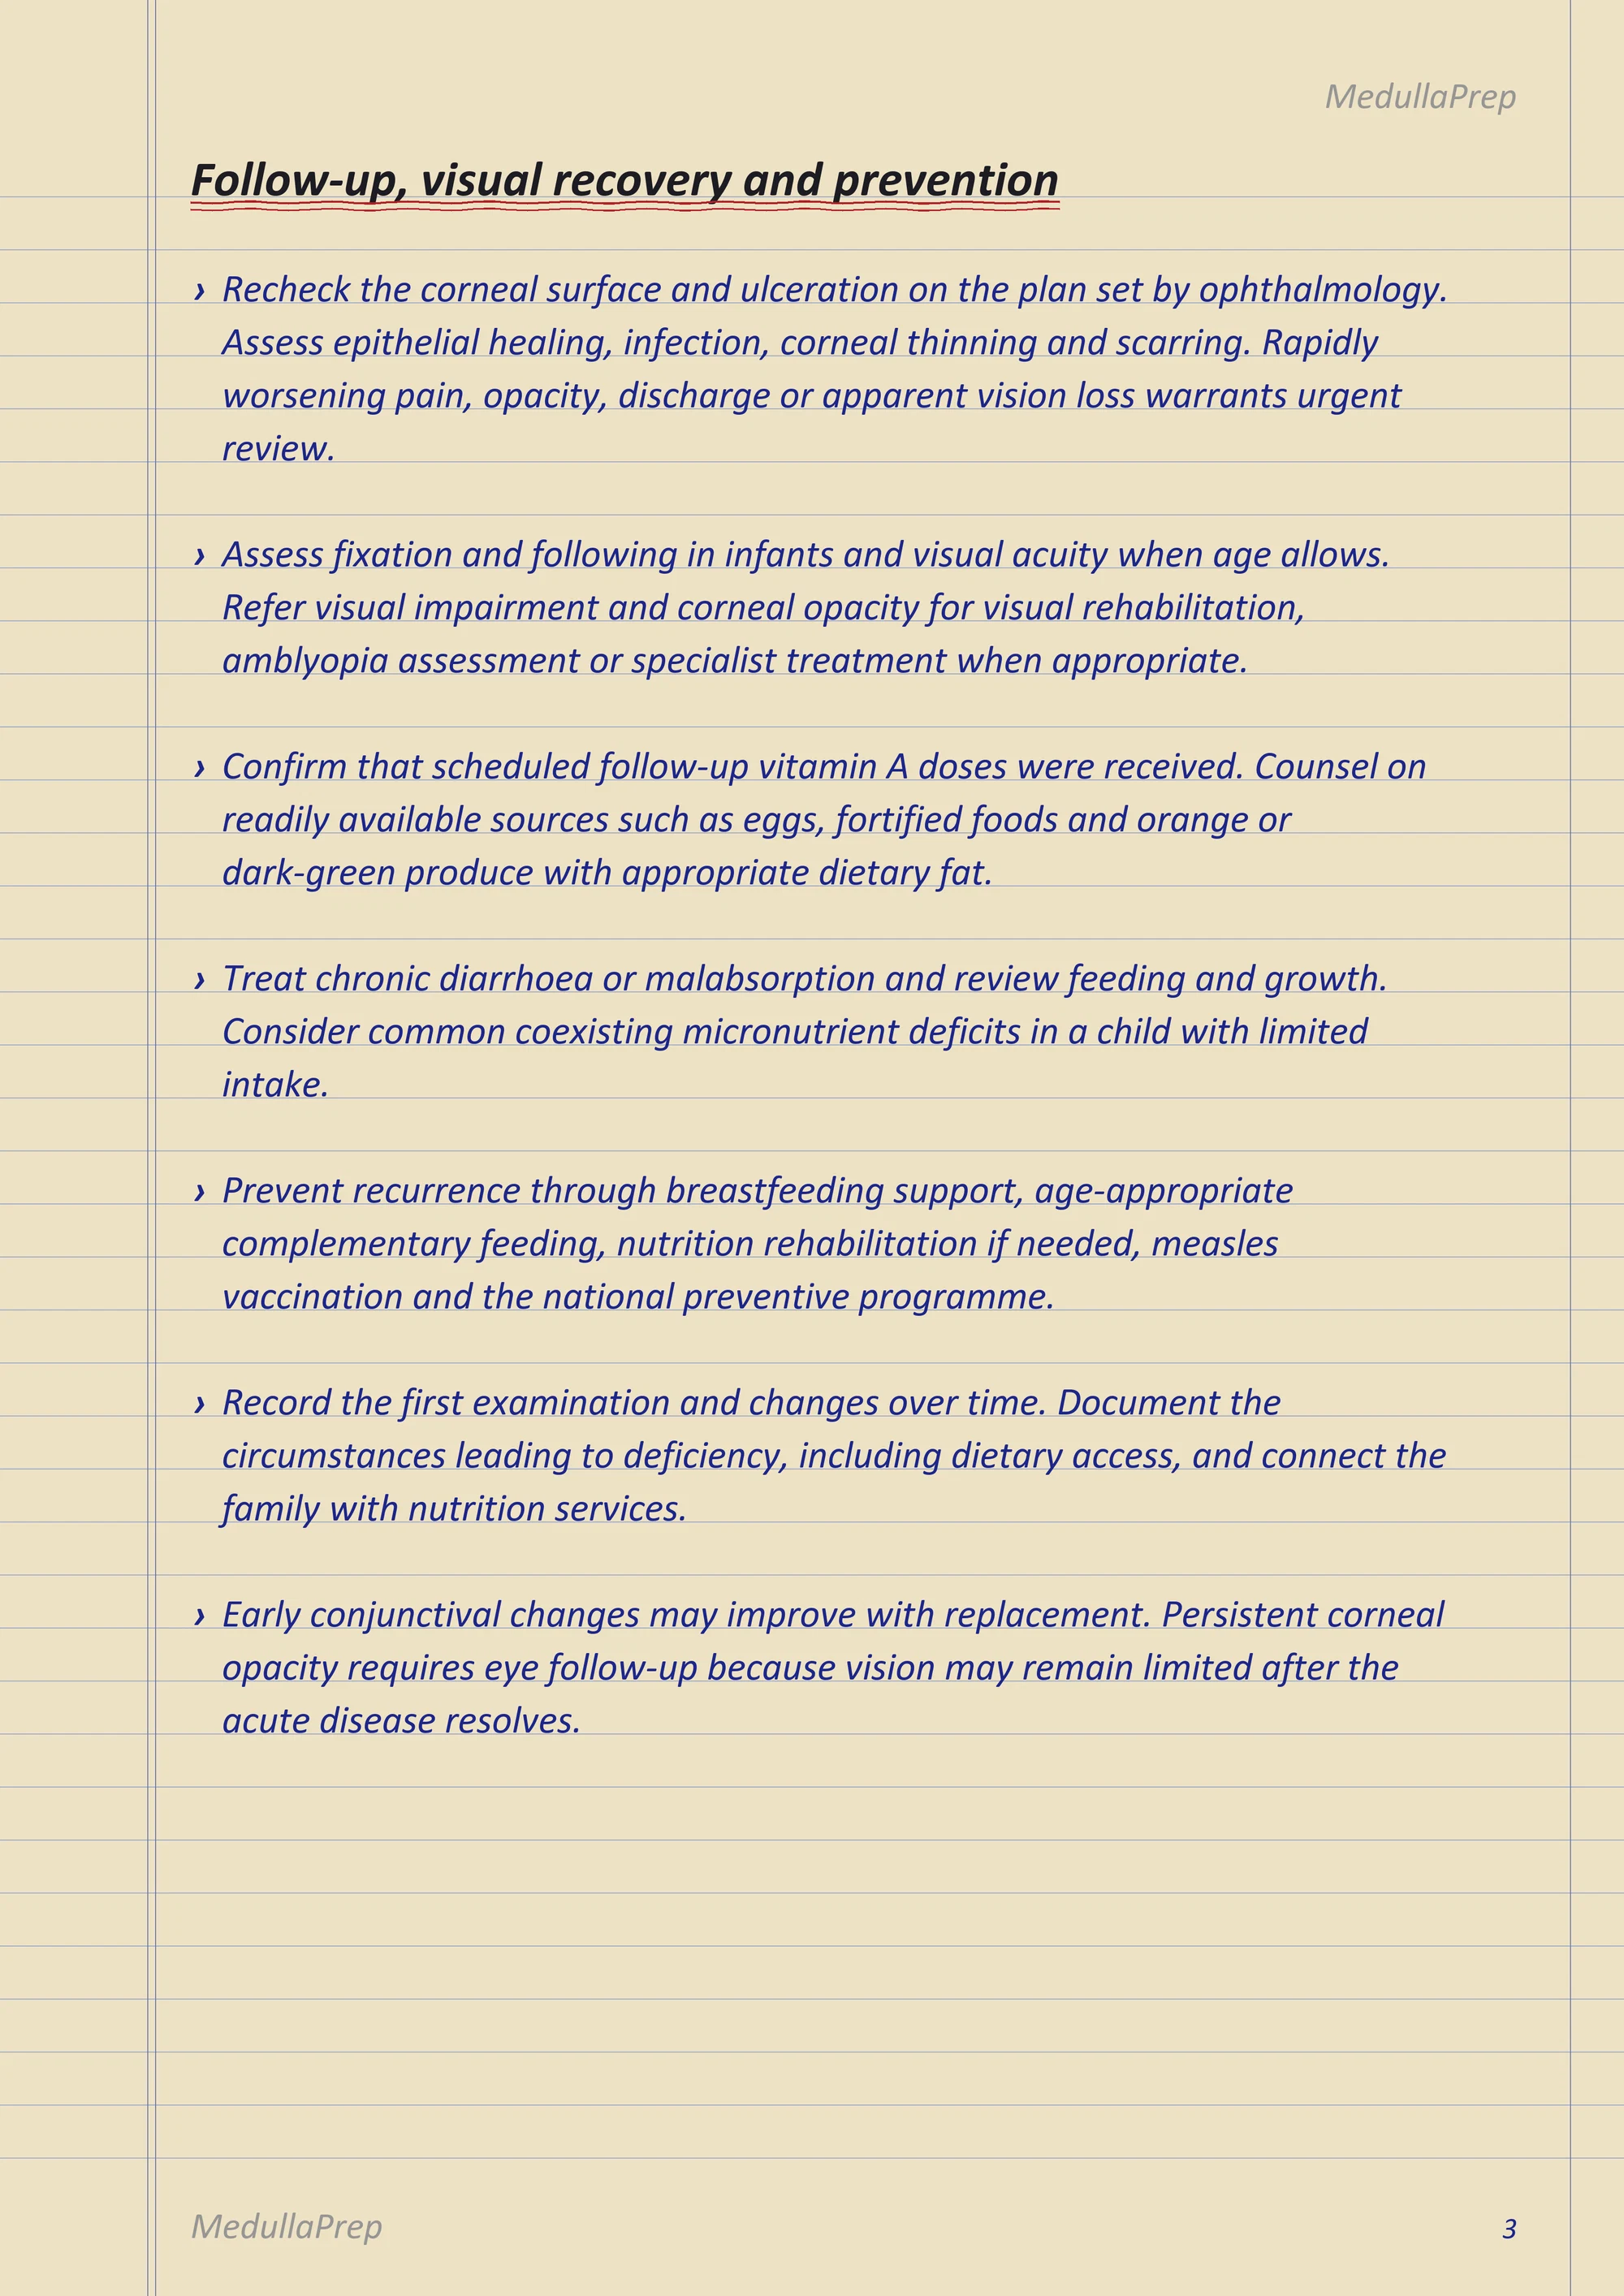 MedullaPrep
Follow-up, visual recovery and prevention
› Recheck the corneal surface and ulceration on the plan set by ophthalmology.
Assess epithelial healing, infection, corneal thinning and scarring. Rapidly
worsening pain, opacity, discharge or apparent vision loss warrants urgent
review.
› Assess fixation and following in infants and visual acuity when age allows.
Refer visual impairment and corneal opacity for visual rehabilitation,
amblyopia assessment or specialist treatment when appropriate.
› Confirm that scheduled follow-up vitamin A doses were received. Counsel on
readily available sources such as eggs, fortified foods and orange or
dark-green produce with appropriate dietary fat.
› Treat chronic diarrhoea or malabsorption and review feeding and growth.
Consider common coexisting micronutrient deficits in a child with limited
intake.
› Prevent recurrence through breastfeeding support, age-appropriate
complementary feeding, nutrition rehabilitation if needed, measles
vaccination and the national preventive programme.
› Record the first examination and changes over time. Document the
circumstances leading to deficiency, including dietary access, and connect the
family with nutrition services.
› Early conjunctival changes may improve with replacement. Persistent corneal
opacity requires eye follow-up because vision may remain limited after the
acute disease resolves.
MedullaPrep
3